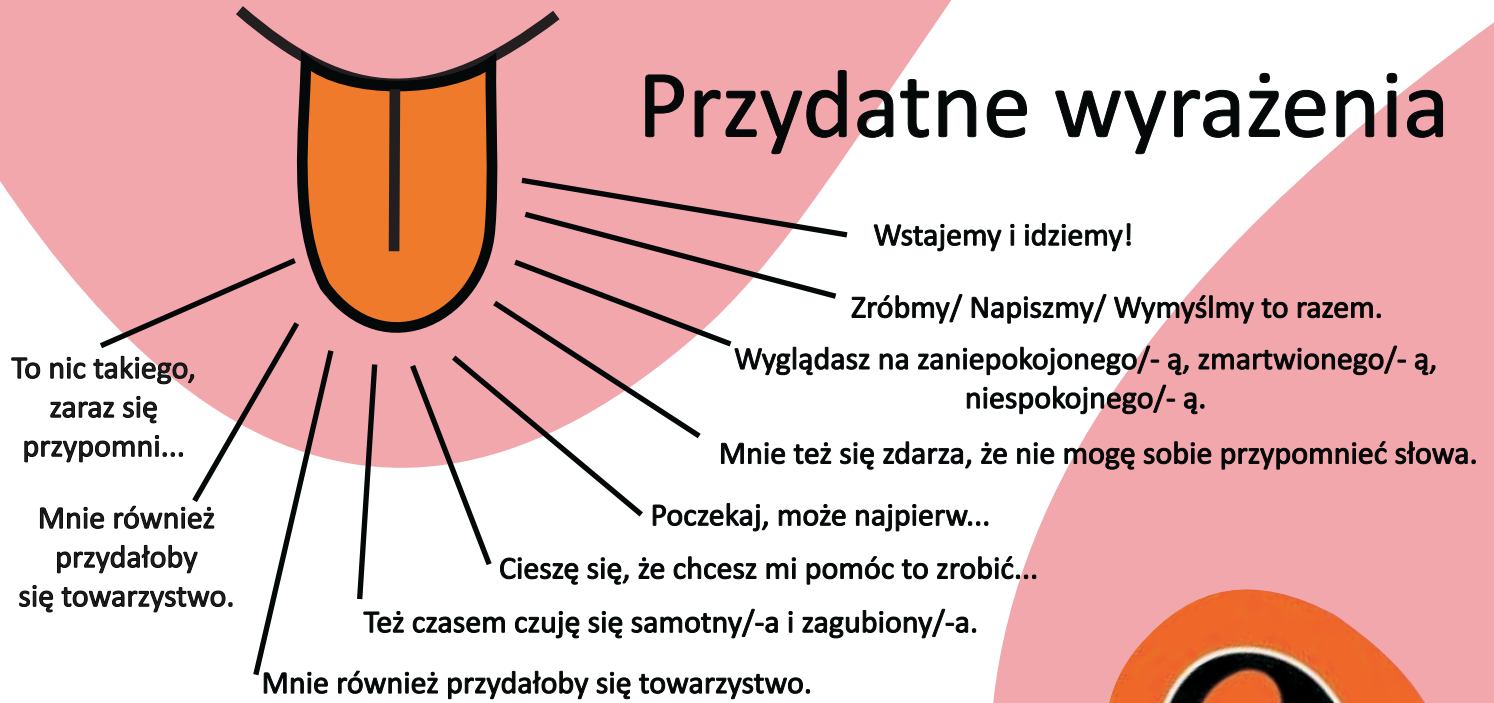 Przydatne wyrażenia
Wstajemy i idziemy!
Zróbmy/ Napiszmy/ Wymyślmy to razem.
Wyglądasz na zaniepokojonego/- ą, zmartwionego/- ą,
niespokojnego/- ą.
Mnie też się zdarza, że nie mogę sobie przypomnieć słowa.
Poczekaj, może najpierw...
Cieszę się, że chcesz mi pomóc to zrobić...
Też czasem czuję się samotny/-a i zagubiony/-a.
Mnie również przydałoby się towarzystwo.
Mnie również
przydałoby
się towarzystwo.
To nic takiego,
zaraz się
przypomni...